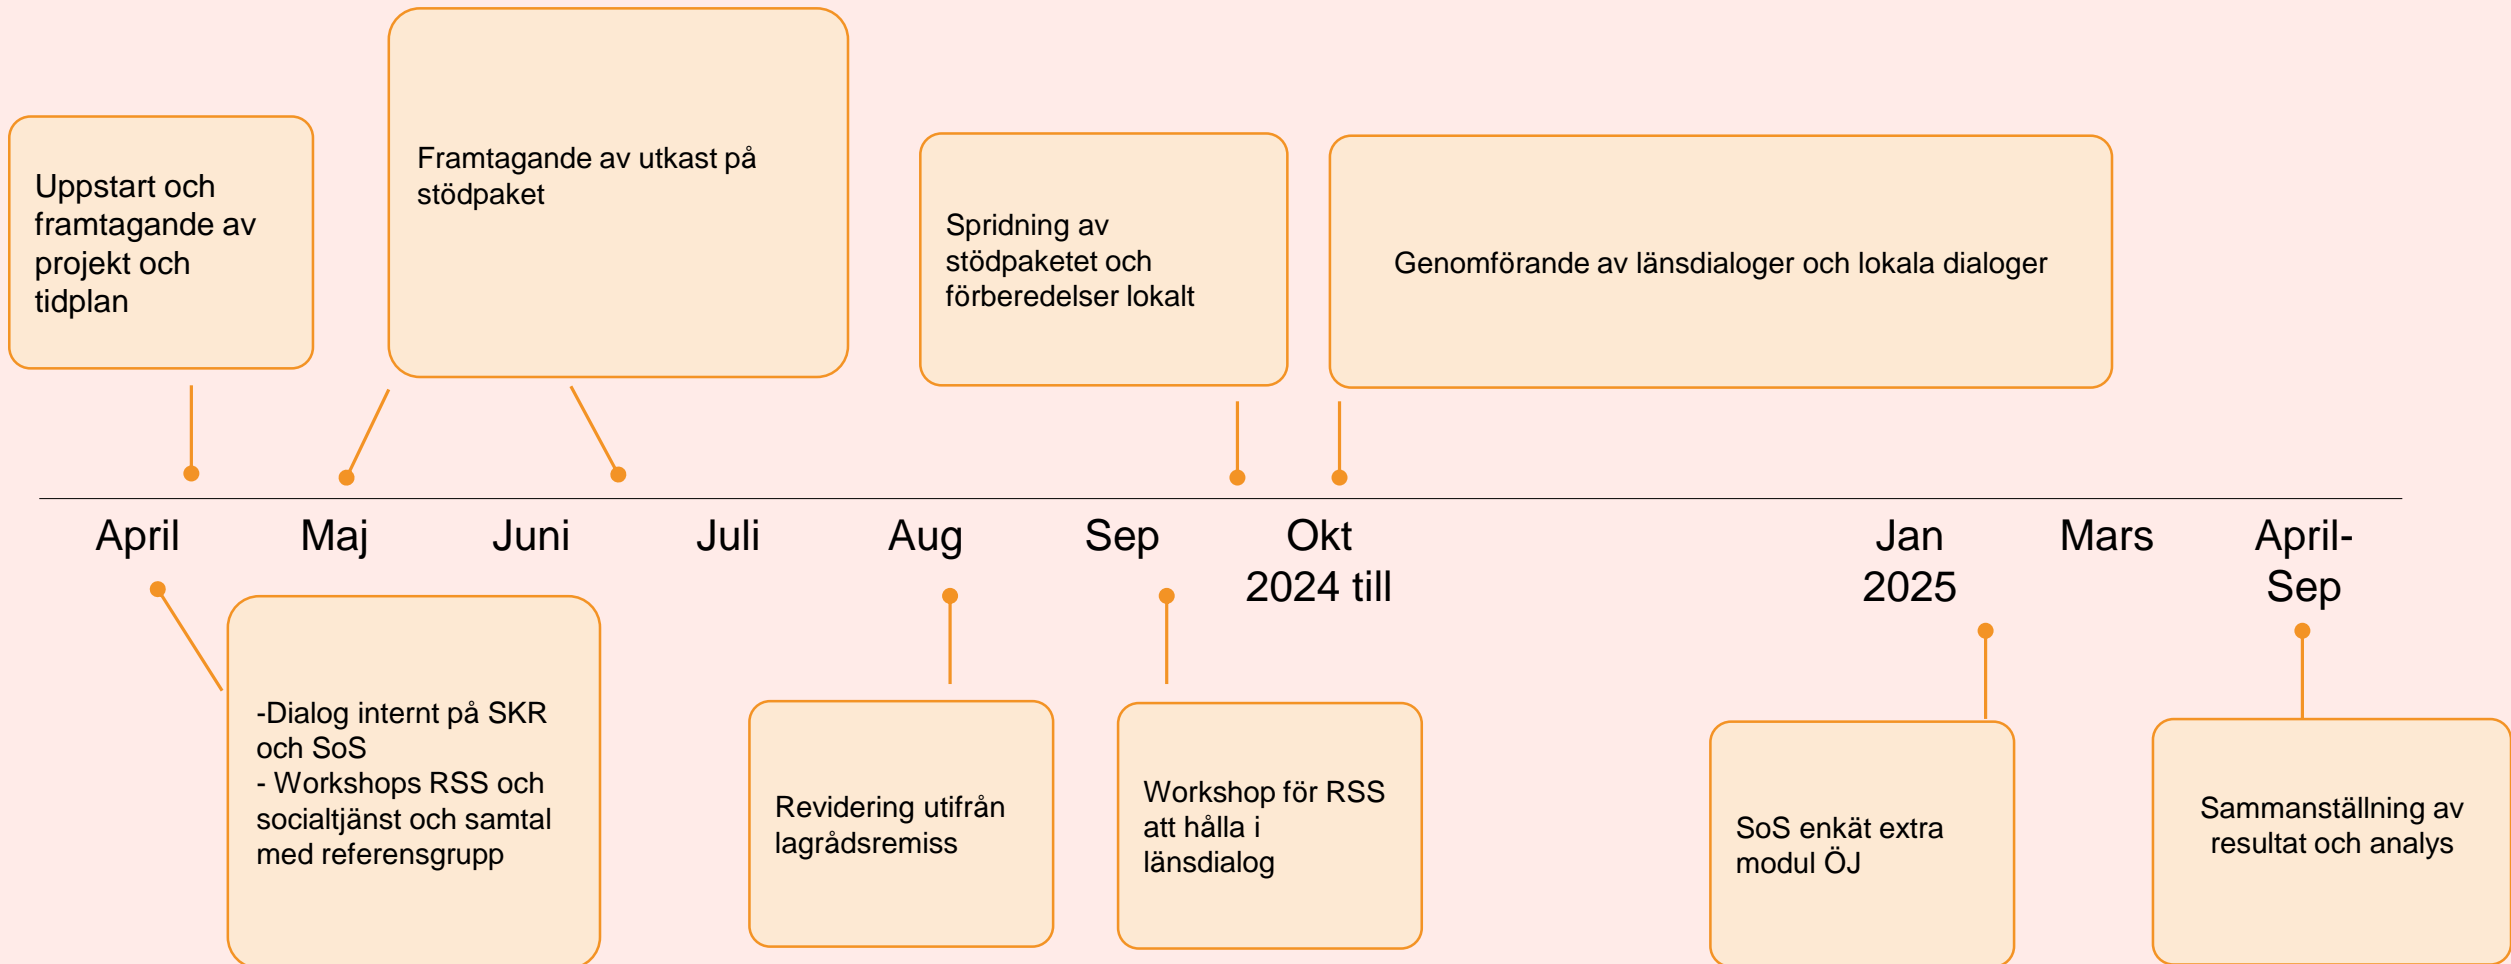 Uppstart och
framtagande av
projekt och
tidplan
Framtagande av utkast på
stödpaket
Spridning av
stödpaketet och
förberedelser lokalt
Genomförande av länsdialoger och lokala dialoger
April
Maj
Juni
Juli
Aug
Sep
Okt
2024 till
Jan
2025
Mars
April-
Sep
-Dialog internt på SKR
och SoS
- Workshops RSS och
socialtjänst och samtal
med referensgrupp
Revidering utifrån
lagrådsremiss
Workshop för RSS
att hålla i
länsdialog
SoS enkät extra
modul ÖJ
Sammanställning av
resultat och analys